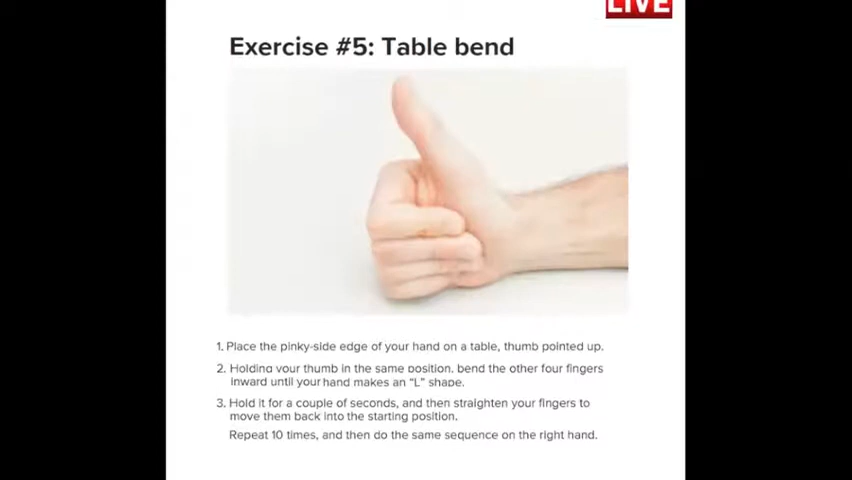 LIVE
Exercise #5: Table bend
1. Place the pinky-side edge of your hand on a table, thumb pointed up.
2. Holding your thumb in the same position, bend the other four fingers
inward until your hand makes an "L" shape.
3. Hold it for a couple of seconds, and then straighten your fingers to
move them back into the starting position.
Repeat 10 times, and then do the same sequence on the right hand.